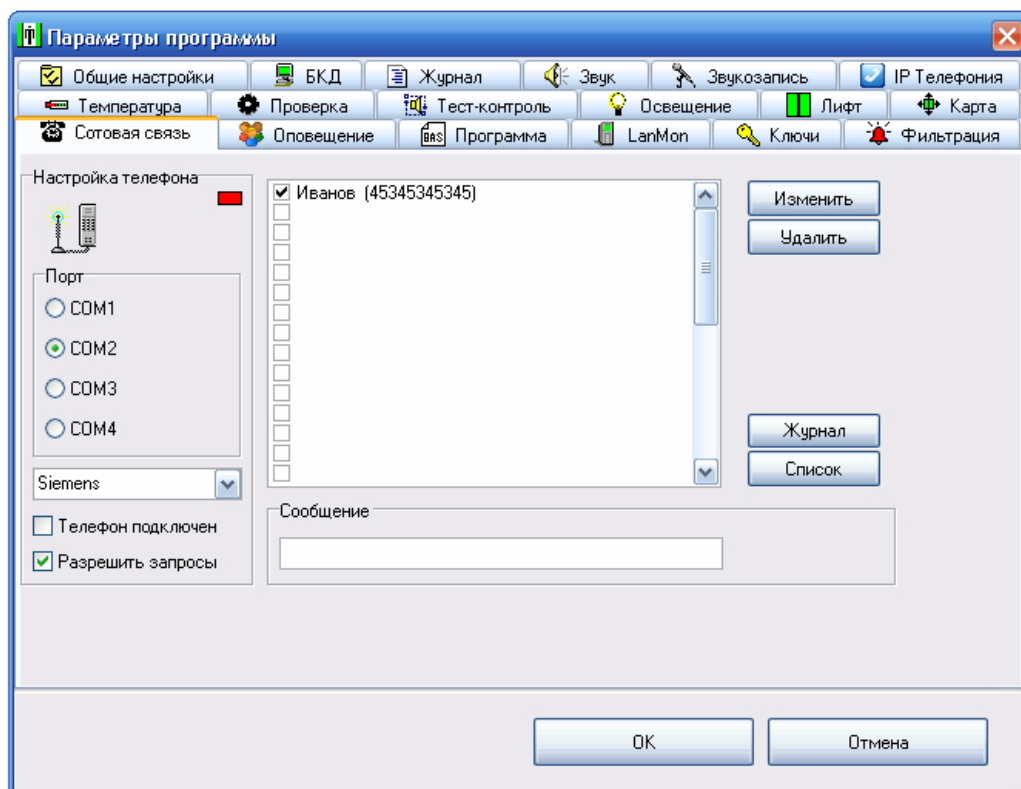 Параметры программы
Общие настройки БКД Журнал Звук Звукозапись IP Телефония
Температура Проверка Тест-контроль Освещение Лифт Карта
Сотовая связь Оповещение BAS Программа LanMon Ключи Фильтрация
Настройка телефона
Иванов (45345345345)
Изменить
Удалить
Порт
COM1
COM2
COM3
COM4
Журнал
Список
Siemens
Сообщение
Телефон подключен
Разрешить запросы
OK Отмена